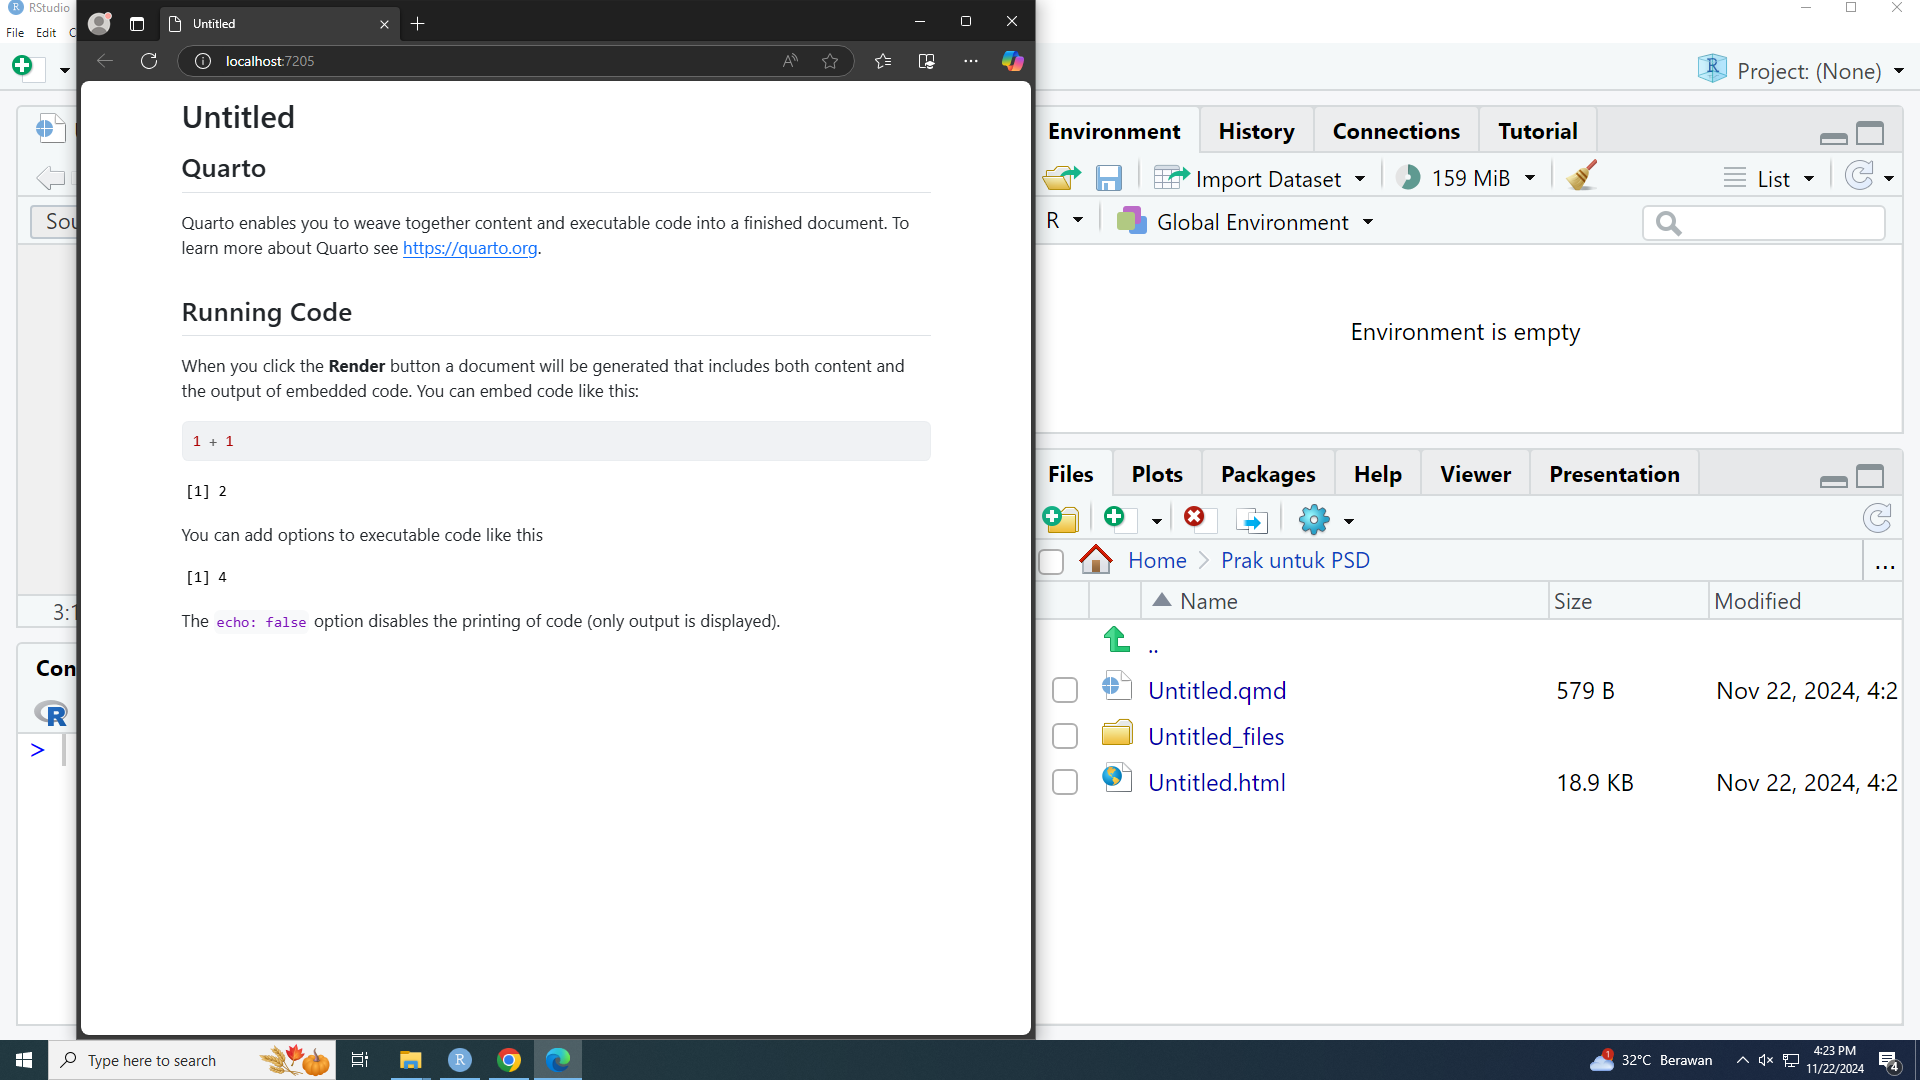 RStudio
File Edit
Untitled
localhost:7205
Untitled
Quarto
Quarto enables you to weave together content and executable code into a finished document. To
learn more about Quarto see https://quarto.org.
Running Code
When you click the Render button a document will be generated that includes both content and
the output of embedded code. You can embed code like this:
1 + 1
[1] 2
You can add options to executable code like this
[1] 4
The echo: false option disables the printing of code (only output is displayed).
Sou
3:1
Con
>
Project: (None)
Environment History Connections Tutorial
Import Dataset 159 MiB List
R Global Environment
Environment is empty
Files Plots Packages Help Viewer Presentation
Home Prak untuk PSD ...
Name Size Modified
..
Untitled.qmd 579 B Nov 22, 2024, 4:2
Untitled_files
Untitled.html 18.9 KB Nov 22, 2024, 4:2
Type here to search
1 32°C Berawan
4:23 PM
11/22/2024
4